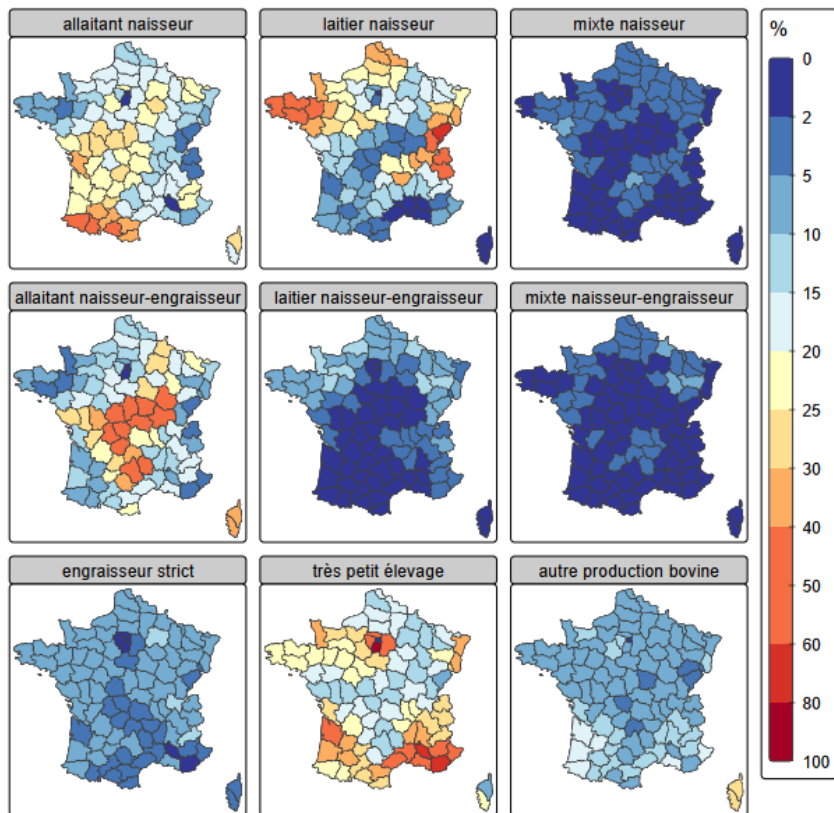 allaitant naisseur
laitier naisseur
mixte naisseur
%
0
2
5
10
15
20
25
30
40
50
60
80
100
allaitant naisseur-engraisseur
laitier naisseur-engraisseur
mixte naisseur-engraisseur
engraisseur strict
très petit élevage
autre production bovine